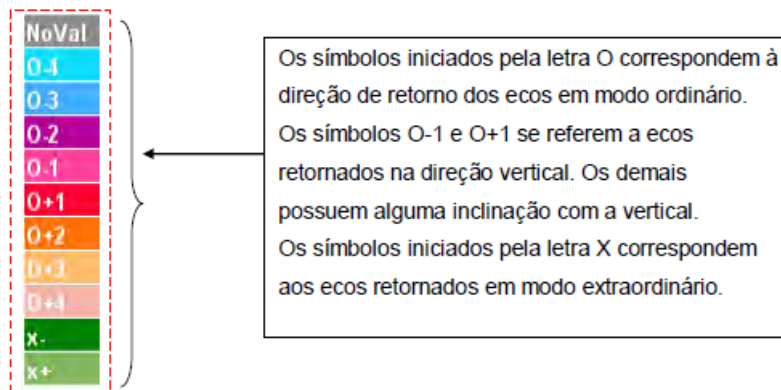 NoVal
O-4
O-3
O-2
O-1
O+1
O+2
O+3
O+4
X-
X+
Os símbolos iniciados pela letra O correspondem à
direção de retorno dos ecos em modo ordinário.
Os símbolos O-1 e O+1 se referem a ecos
retornados na direção vertical. Os demais
possuem alguma inclinação com a vertical.
Os símbolos iniciados pela letra X correspondem
aos ecos retornados em modo extraordinário.